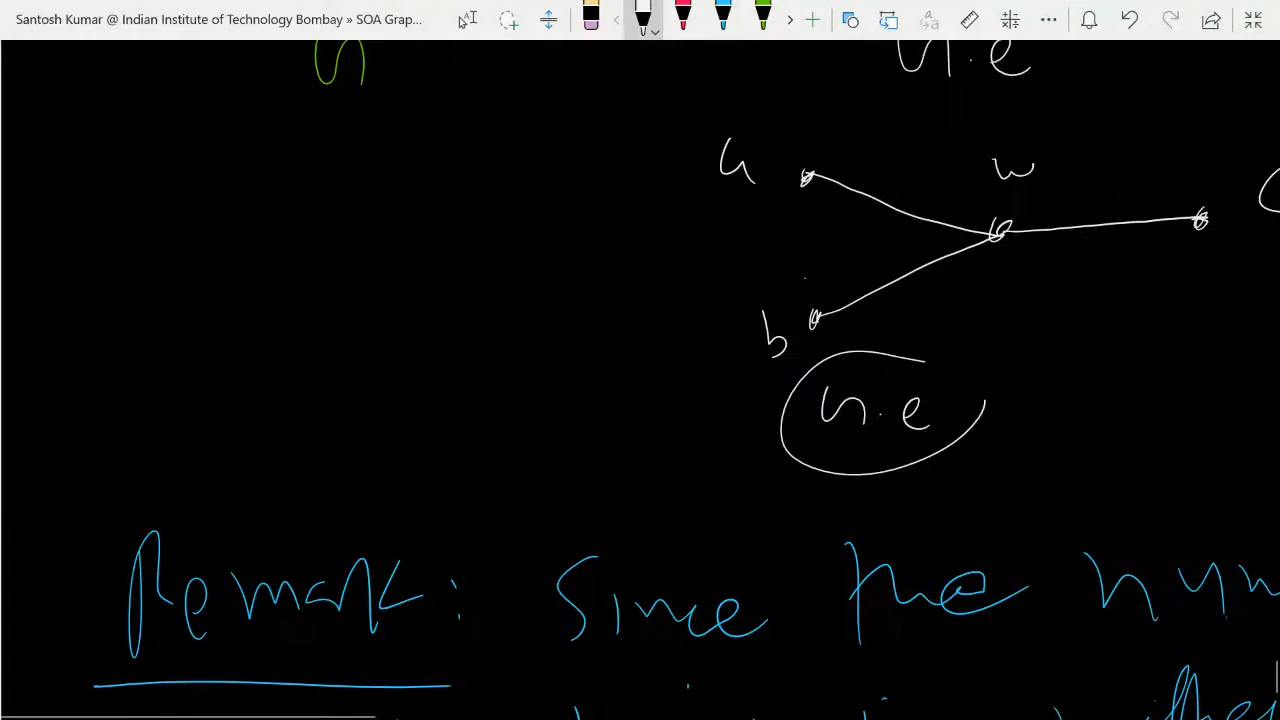 Santosh Kumar @ Indian Institute of Technology Bombay » SOA Grap...
n.e
a
w
b
n.e
Remark: Since the num